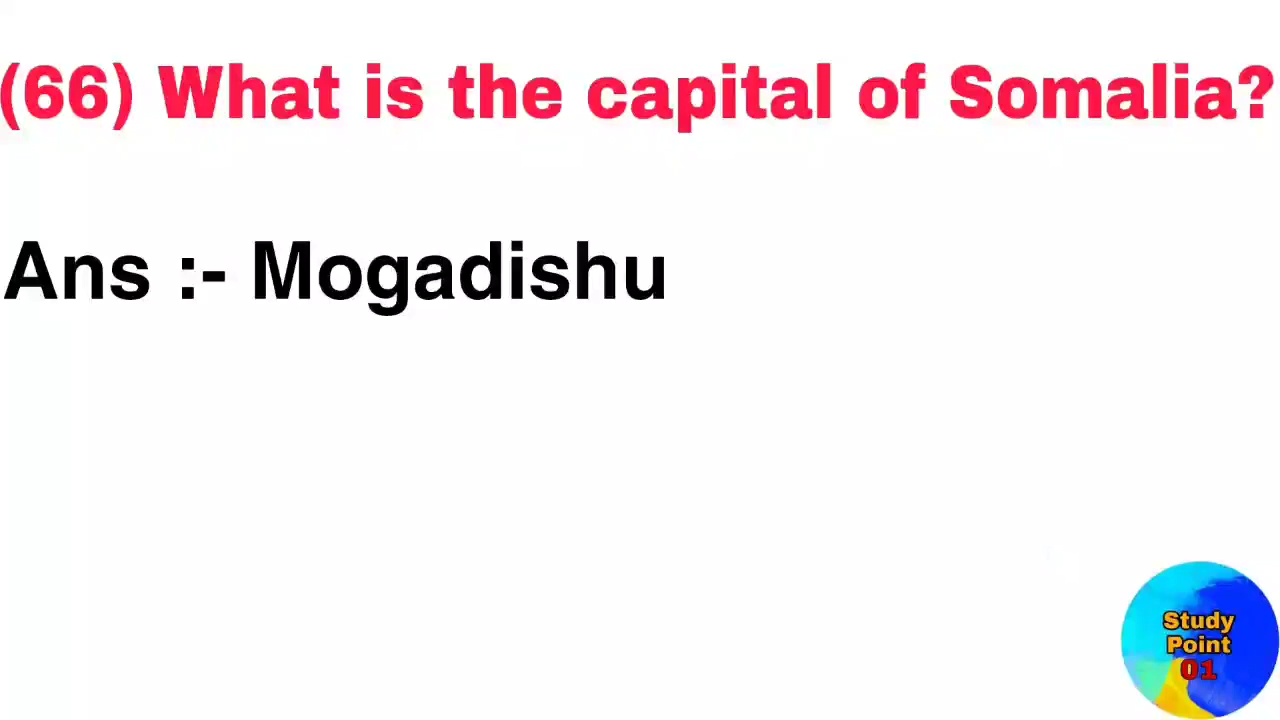 (66) What is the capital of Somalia?
Ans :- Mogadishu
Study
Point
01